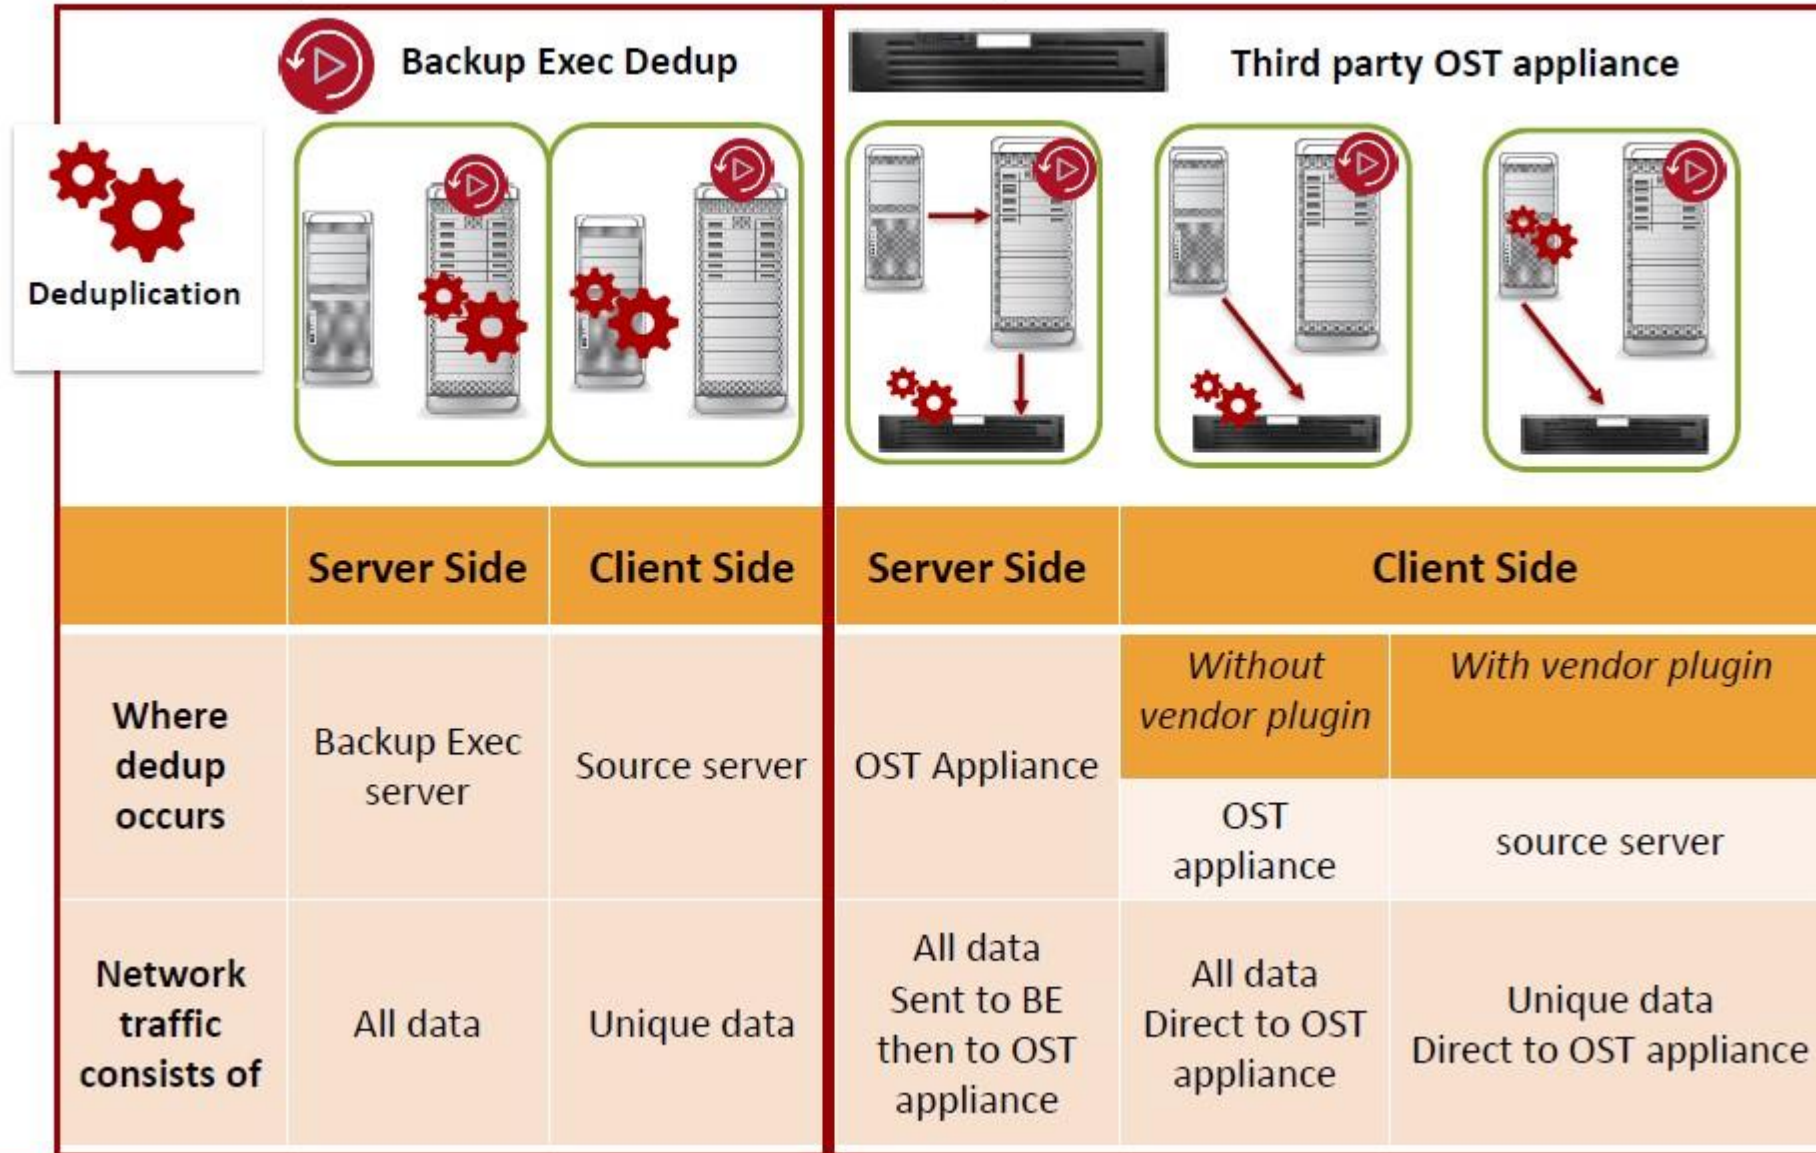 Backup Exec Dedup
Third party OST appliance
Deduplication
Server Side
Client Side
Server Side
Client Side
Where
dedup
occurs
Backup Exec
server
Source server
OST Appliance
Without
vendor plugin
With vendor plugin
OST
appliance
source server
Network
traffic
consists of
All data
Unique data
All data
Sent to BE
then to OST
appliance
All data
Direct to OST
appliance
Unique data
Direct to OST appliance